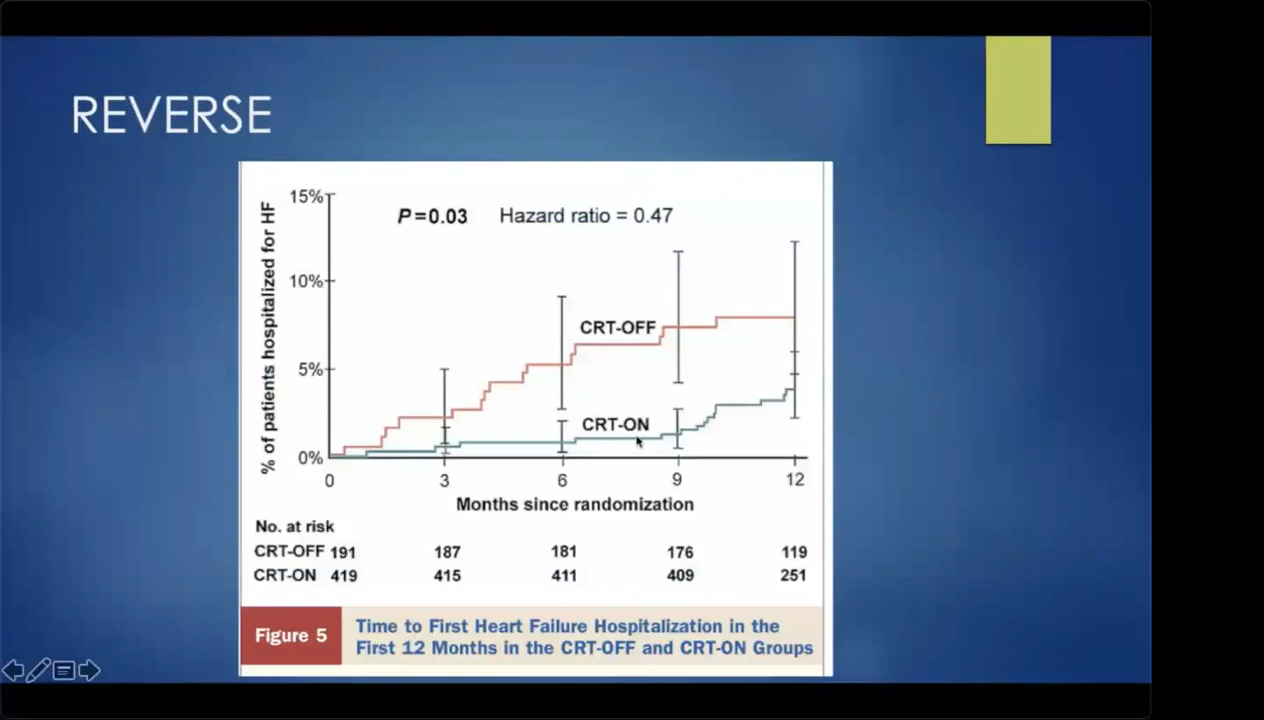 REVERSE
% of patients hospitalized for HF
P=0.03 Hazard ratio = 0.47
15%
10%
5%
0%
CRT-OFF
CRT-ON
0 3 6 9 12
Months since randomization
No. at risk
CRT-OFF 191 187 181 176 119
CRT-ON 419 415 411 409 251
Figure 5
Time to First Heart Failure Hospitalization in the
First 12 Months in the CRT-OFF and CRT-ON Groups